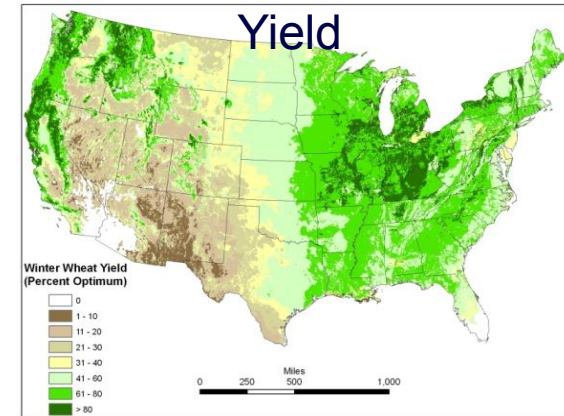 Yield
Winter Wheat Yield
(Percent Optimum)
0
1 - 10
11 - 20
21 - 30
31 - 40
41 - 60
61 - 80
> 80
Miles
0 250 500 1,000